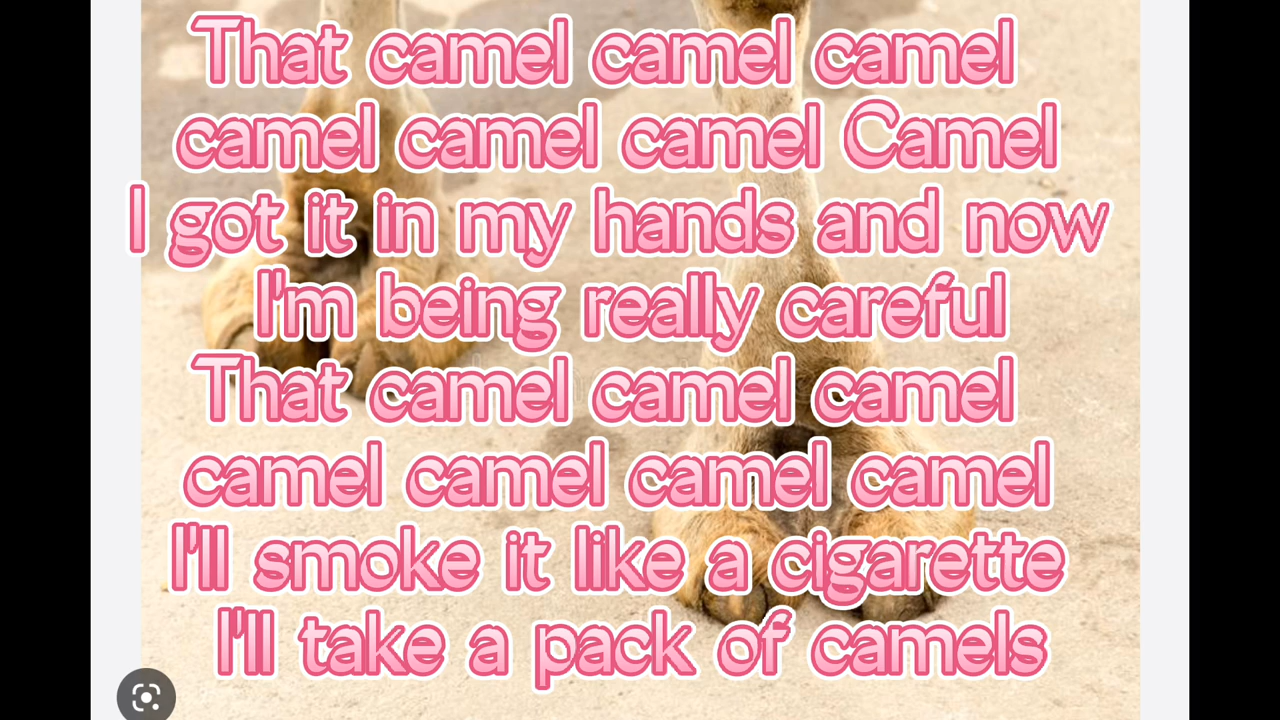 That camel camel camel
camel camel camel Camel
I got it in my hands and now
I'm being really careful
That camel camel camel
camel camel camel camel
I'll smoke it like a cigarette
I'll take a pack of camels